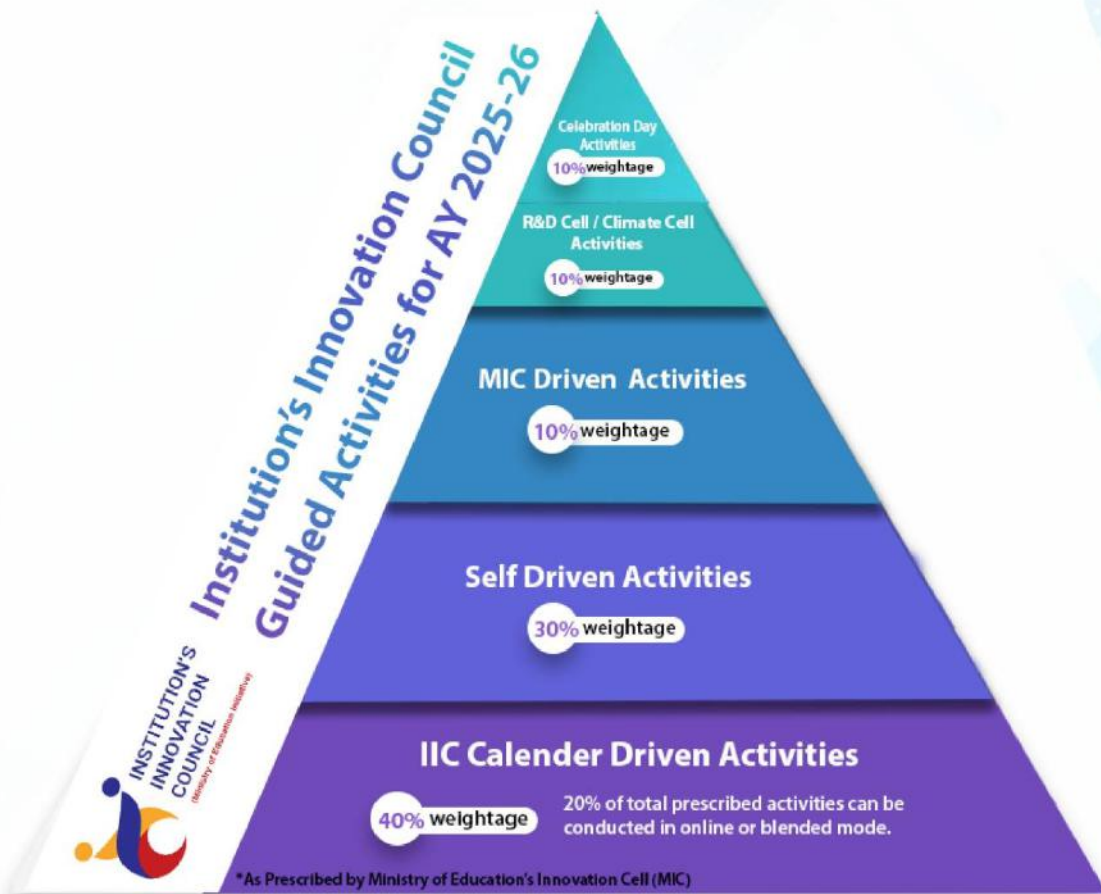 Institution's Innovation Council
Guided Activities for AY 2025-26
Celebration Day
Activities
10% weightage
R&D Cell / Climate Cell
Activities
10% weightage
MIC Driven Activities
10% weightage
Self Driven Activities
30% weightage
IIC Calender Driven Activities
40% weightage
20% of total prescribed activities can be
conducted in online or blended mode.
*As Prescribed by Ministry of Education's Innovation Cell (MIC)
INSTITUTION'S
INNOVATION
COUNCIL
(Ministry of Education Initiative)